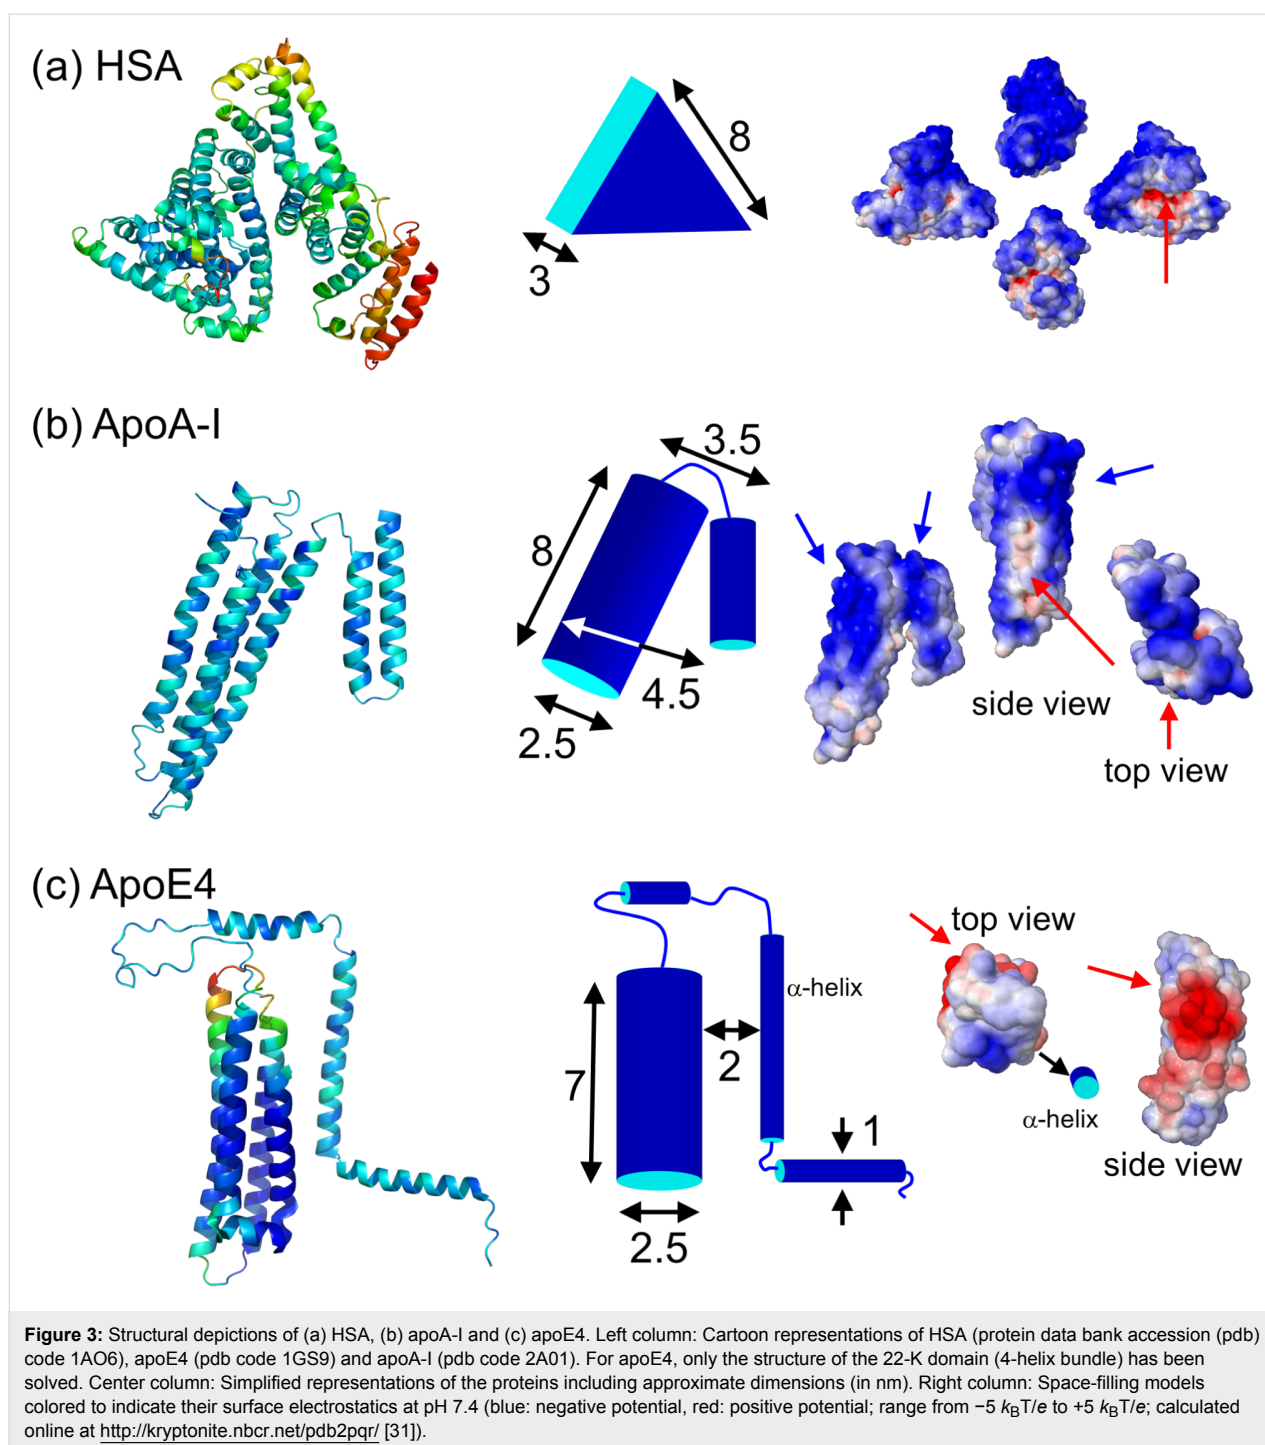 (a) HSA
8
3
(b) ApoA-I
3.5
8
4.5
2.5
side view
top view
(c) ApoE4
top view
α-helix
7
2
1
2.5
α-helix
side view
Figure 3: Structural depictions of (a) HSA, (b) apoA-I and (c) apoE4. Left column: Cartoon representations of HSA (protein data bank accession (pdb)
code 1AO6), apoE4 (pdb code 1GS9) and apoA-I (pdb code 2A01). For apoE4, only the structure of the 22-K domain (4-helix bundle) has been
solved. Center column: Simplified representations of the proteins including approximate dimensions (in nm). Right column: Space-filling models
colored to indicate their surface electrostatics at pH 7.4 (blue: negative potential, red: positive potential; range from −5 kBT/e to +5 kBT/e; calculated
online at http://kryptonite.nbcr.net/pdb2pqr/ [31]).